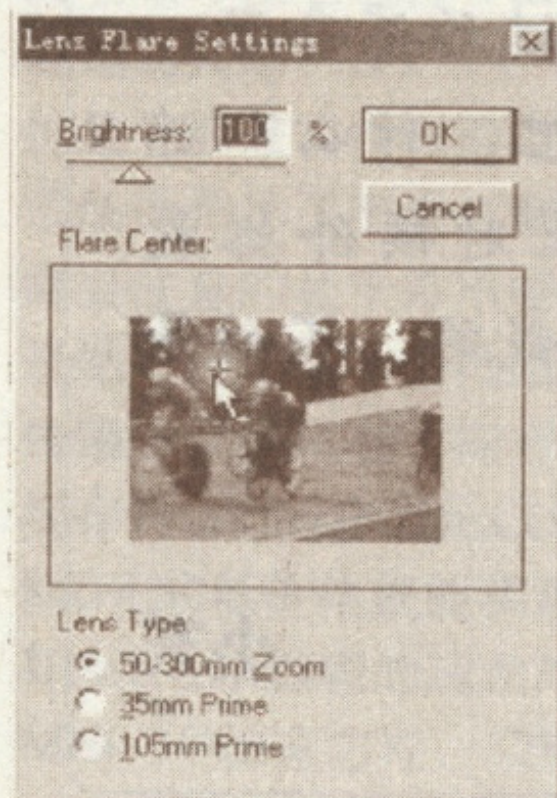 Lens Flare Settings
Brightness: 100 % OK
Cancel
Flare Center:
Lens Type:
50-300mm Zoom
35mm Prime
105mm Prime